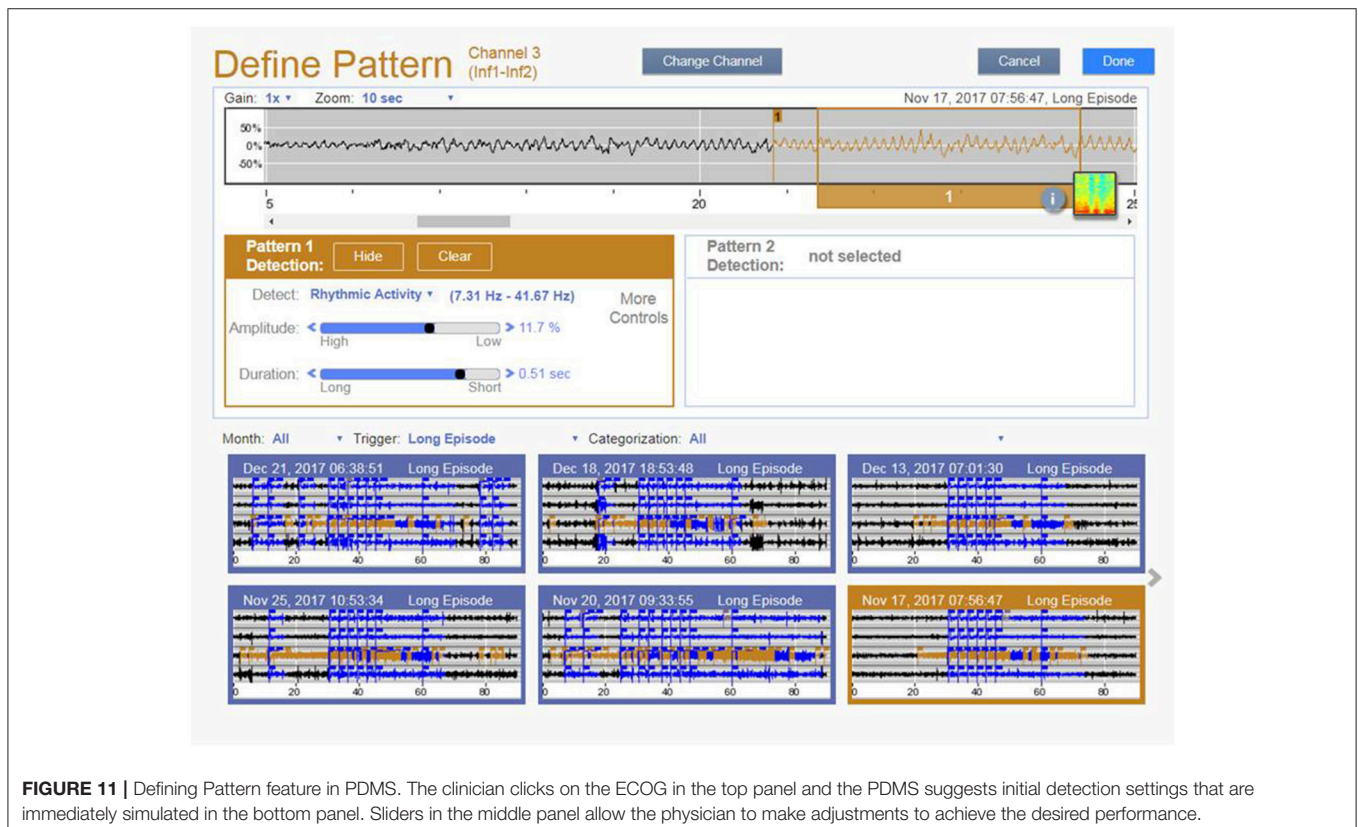 Define Pattern
Channel 3
(Inf1-Inf2)
Change Channel
Cancel
Done
Gain: 1x
Zoom: 10 sec
Nov 17, 2017 07:56:47, Long Episode
50%
0%
-50%
1
5
20
1
i
25
Pattern 1
Detection:
Hide
Clear
Detect: Rhythmic Activity (7.31 Hz - 41.67 Hz)
More
Controls
Amplitude: < > 11.7 %
High Low
Duration: < > 0.51 sec
Long Short
Pattern 2
Detection:
not selected
Month: All
Trigger: Long Episode
Categorization: All
Dec 21, 2017 06:38:51 Long Episode
0 20 40 60 80
Dec 18, 2017 18:53:48 Long Episode
0 20 40 60 80
Dec 13, 2017 07:01:30 Long Episode
0 20 40 60 80
Nov 25, 2017 10:53:34 Long Episode
0 20 40 60 80
Nov 20, 2017 09:33:55 Long Episode
0 20 40 60 80
Nov 17, 2017 07:56:47 Long Episode
0 20 40 60 80
FIGURE 11 | Defining Pattern feature in PDMS. The clinician clicks on the ECOG in the top panel and the PDMS suggests initial detection settings that are
immediately simulated in the bottom panel. Sliders in the middle panel allow the physician to make adjustments to achieve the desired performance.